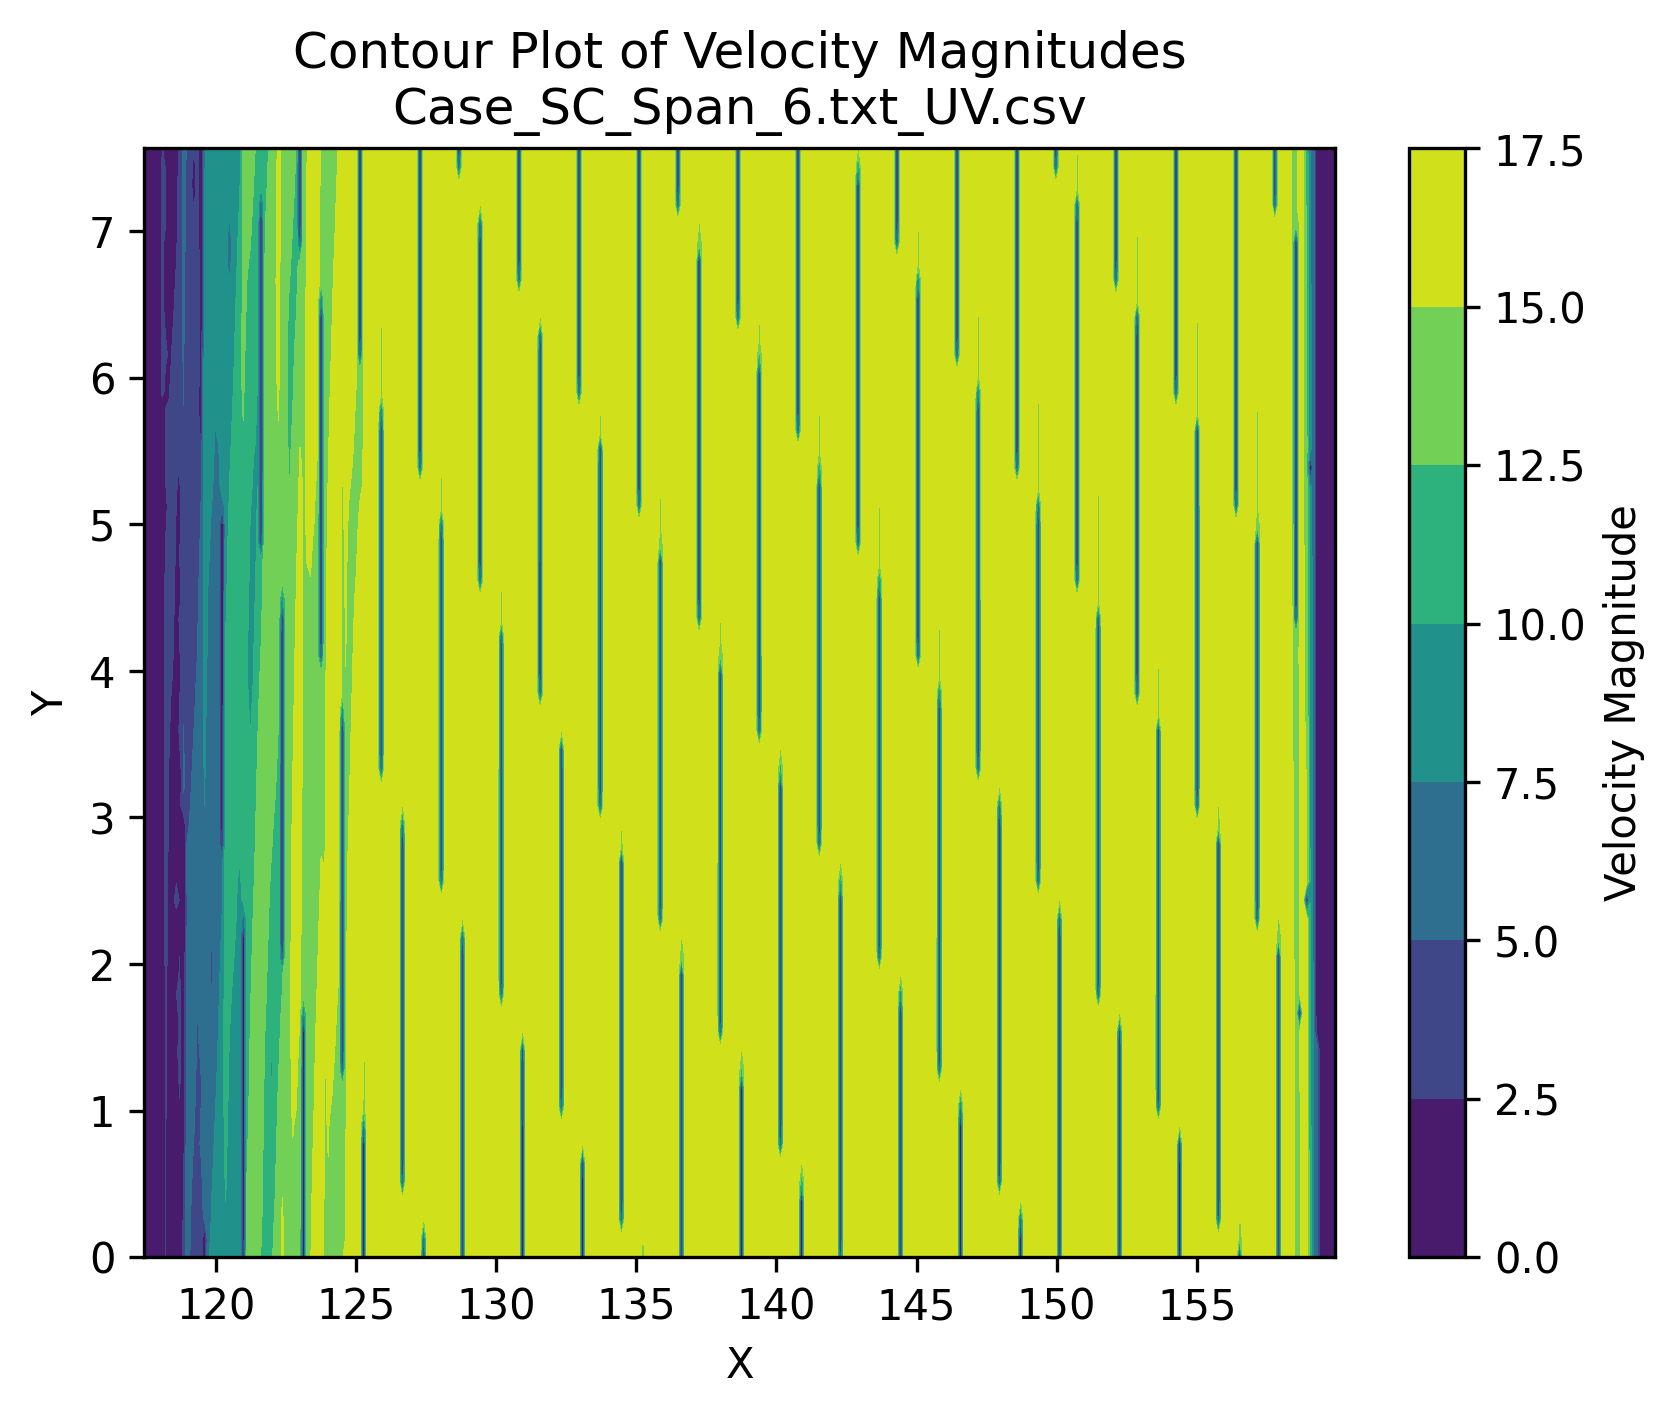 Contour Plot of Velocity Magnitudes
Case_SC_Span_6.txt_UV.csv
7
6
5
4
3
2
1
0
Y
120 125 130 135 140 145 150 155
X
17.5
15.0
12.5
10.0
7.5
5.0
2.5
0.0
Velocity Magnitude